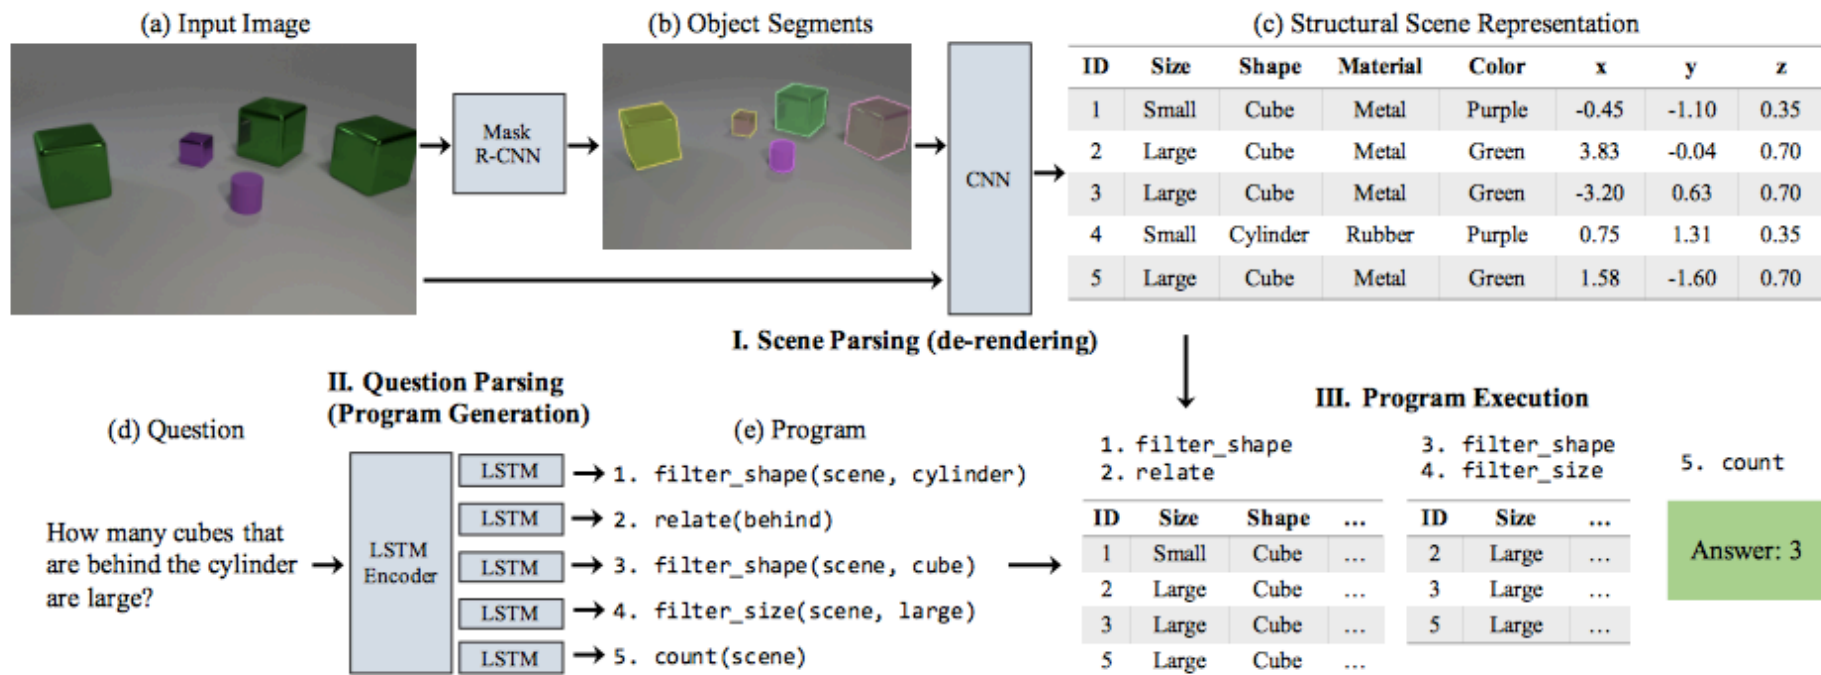 (a) Input Image
(b) Object Segments
(c) Structural Scene Representation
Mask
R-CNN
CNN
ID Size Shape Material Color x y z
1 Small Cube Metal Purple -0.45 -1.10 0.35
2 Large Cube Metal Green 3.83 -0.04 0.70
3 Large Cube Metal Green -3.20 0.63 0.70
4 Small Cylinder Rubber Purple 0.75 1.31 0.35
5 Large Cube Metal Green 1.58 -1.60 0.70
I. Scene Parsing (de-rendering)
II. Question Parsing
(Program Generation)
III. Program Execution
(d) Question
How many cubes that
are behind the cylinder
are large?
LSTM
Encoder
(e) Program
LSTM 1. filter_shape(scene, cylinder)
LSTM 2. relate(behind)
LSTM 3. filter_shape(scene, cube)
LSTM 4. filter_size(scene, large)
LSTM 5. count(scene)
1. filter_shape
2. relate
ID Size Shape ...
1 Small Cube ...
2 Large Cube ...
3 Large Cube ...
5 Large Cube ...
3. filter_shape
4. filter_size
ID Size ...
2 Large ...
3 Large ...
5 Large ...
5. count
Answer: 3